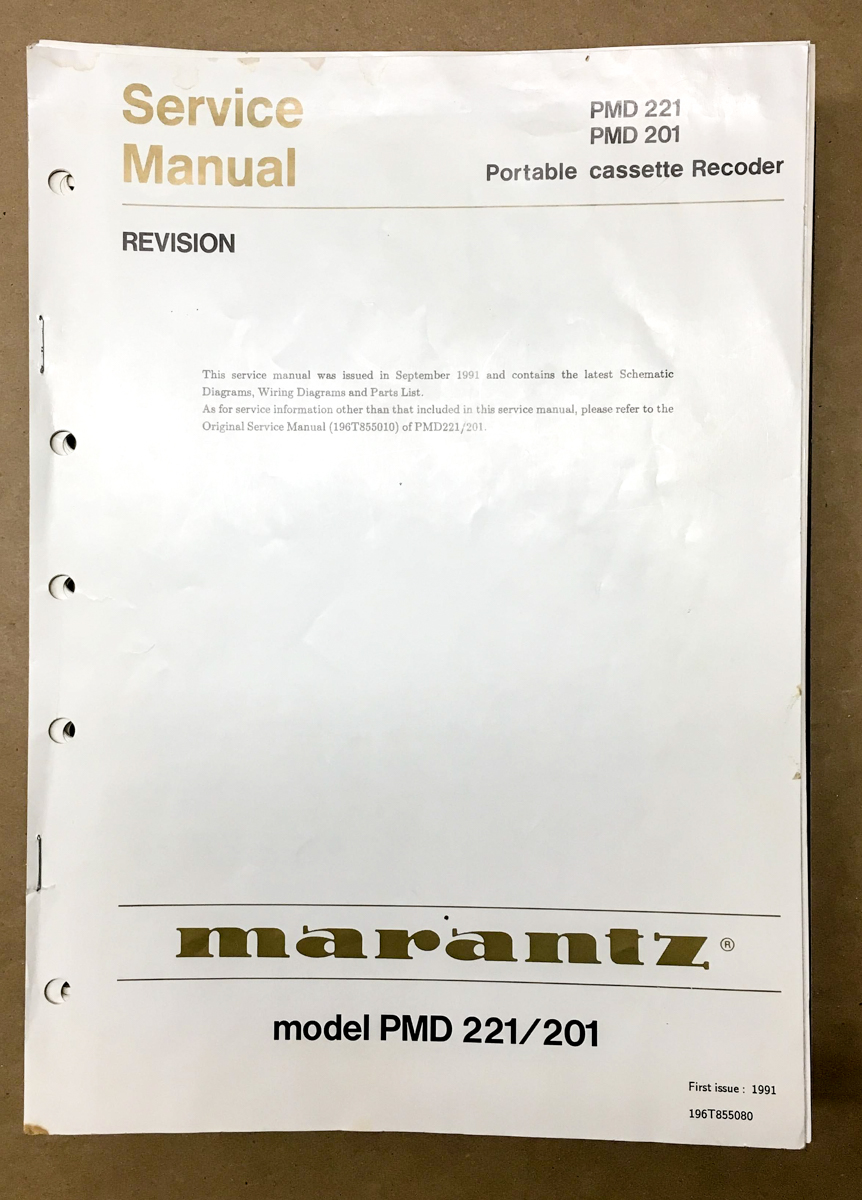 Service
Manual
PMD 221
PMD 201
Portable cassette Recoder
REVISION
This service manual was issued in September 1991 and contains the latest Schematic
Diagrams, Wiring Diagrams and Parts List.
As for service information other than that included in this service manual, please refer to the
Original Service Manual (196T855010) of PMD221/201.
marantz®
model PMD 221/201
First issue : 1991
196T855080